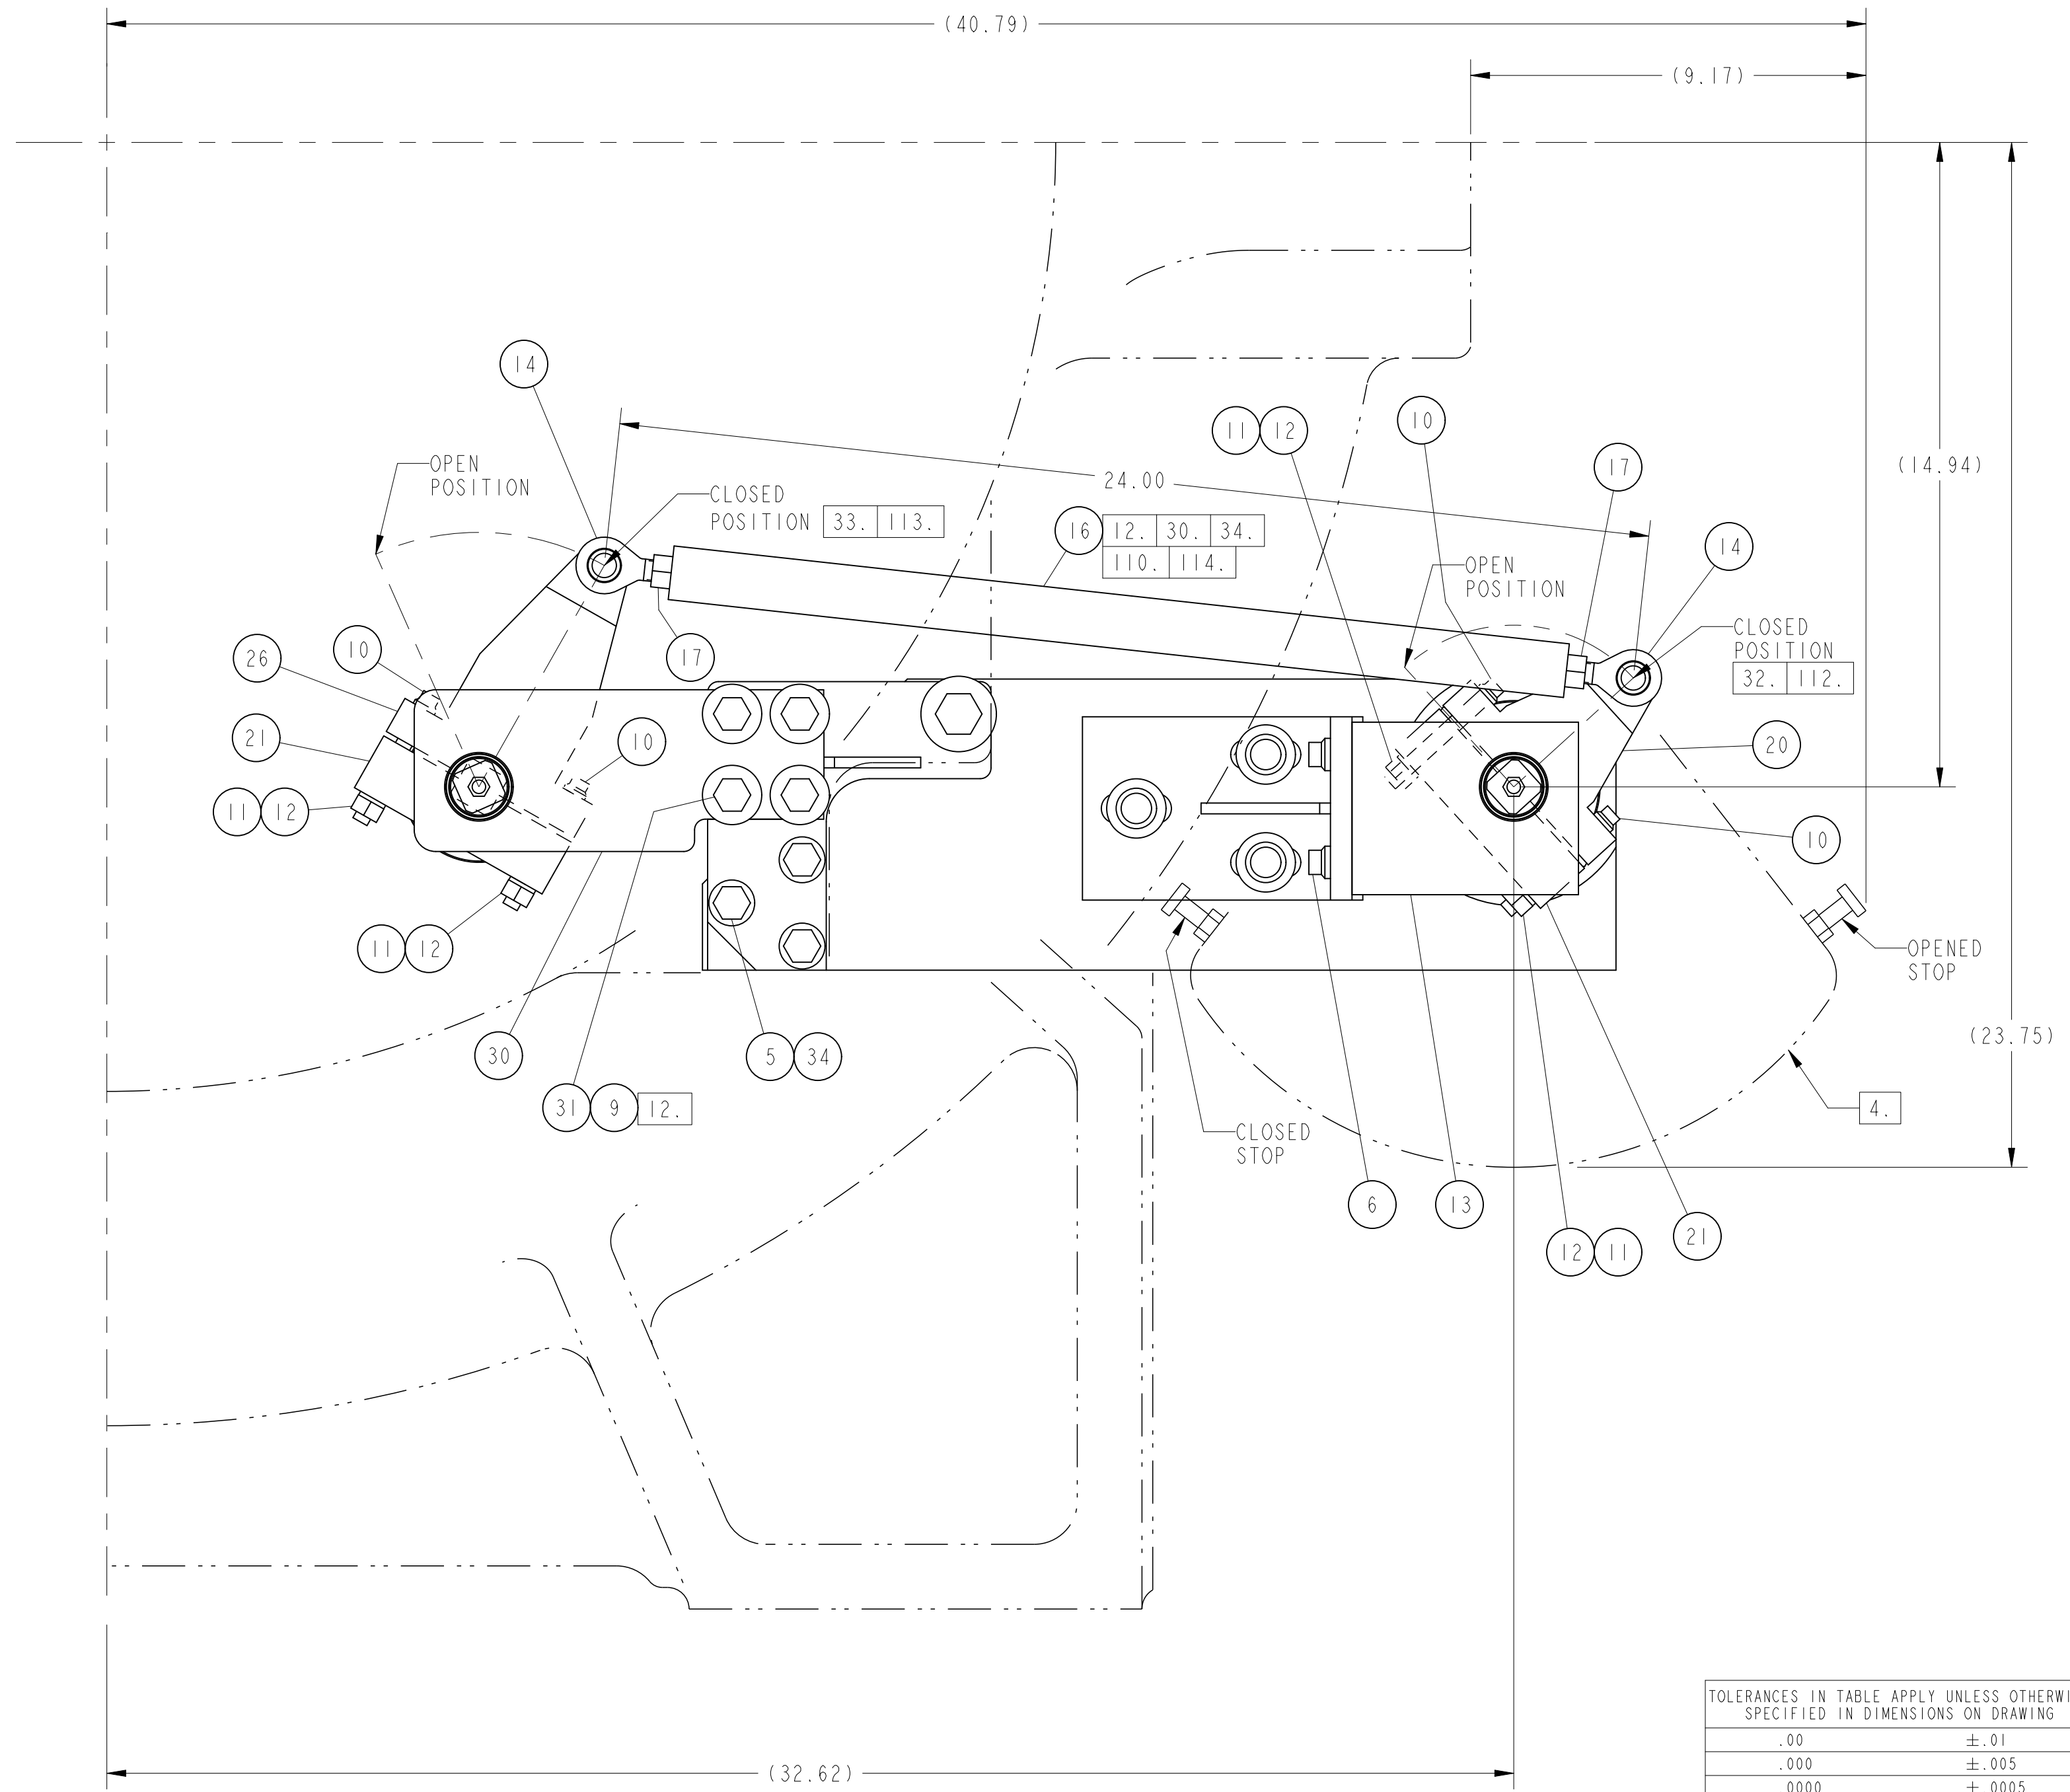 (40.79)
(9.17)
14
OPEN
POSITION
CLOSED
POSITION 33. 113.
24.00
16 12. 30. 34.
110. 114.
11 12
10
17
(14.94)
14
OPEN
POSITION
CLOSED
POSITION
32. 112.
26
10
17
21
10
20
11 12
10
11 12
OPENED
STOP
30
5 34
(23.75)
31 9 12.
4.
CLOSED
STOP
6
13
12 11
21
TOLERANCES IN TABLE APPLY UNLESS OTHERWI
SPECIFIED IN DIMENSIONS ON DRAWING
.00 ±.01
.000 ±.005
.0000 ±.0005
(32.62)